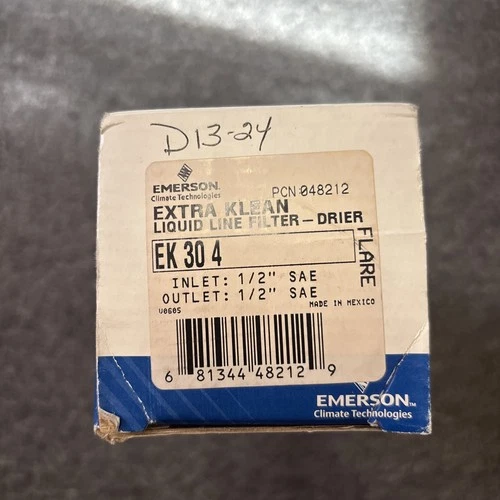 D13-24
EMERSON
Climate Technologies
PCN 048212
EXTRA KLEAN
LIQUID LINE FILTER - DRIER
EK 30 4
FLARE
INLET: 1/2" SAE
OUTLET: 1/2" SAE
V0605
MADE IN MEXICO
6 81344 48212 9
EMERSON™
Climate Technologies